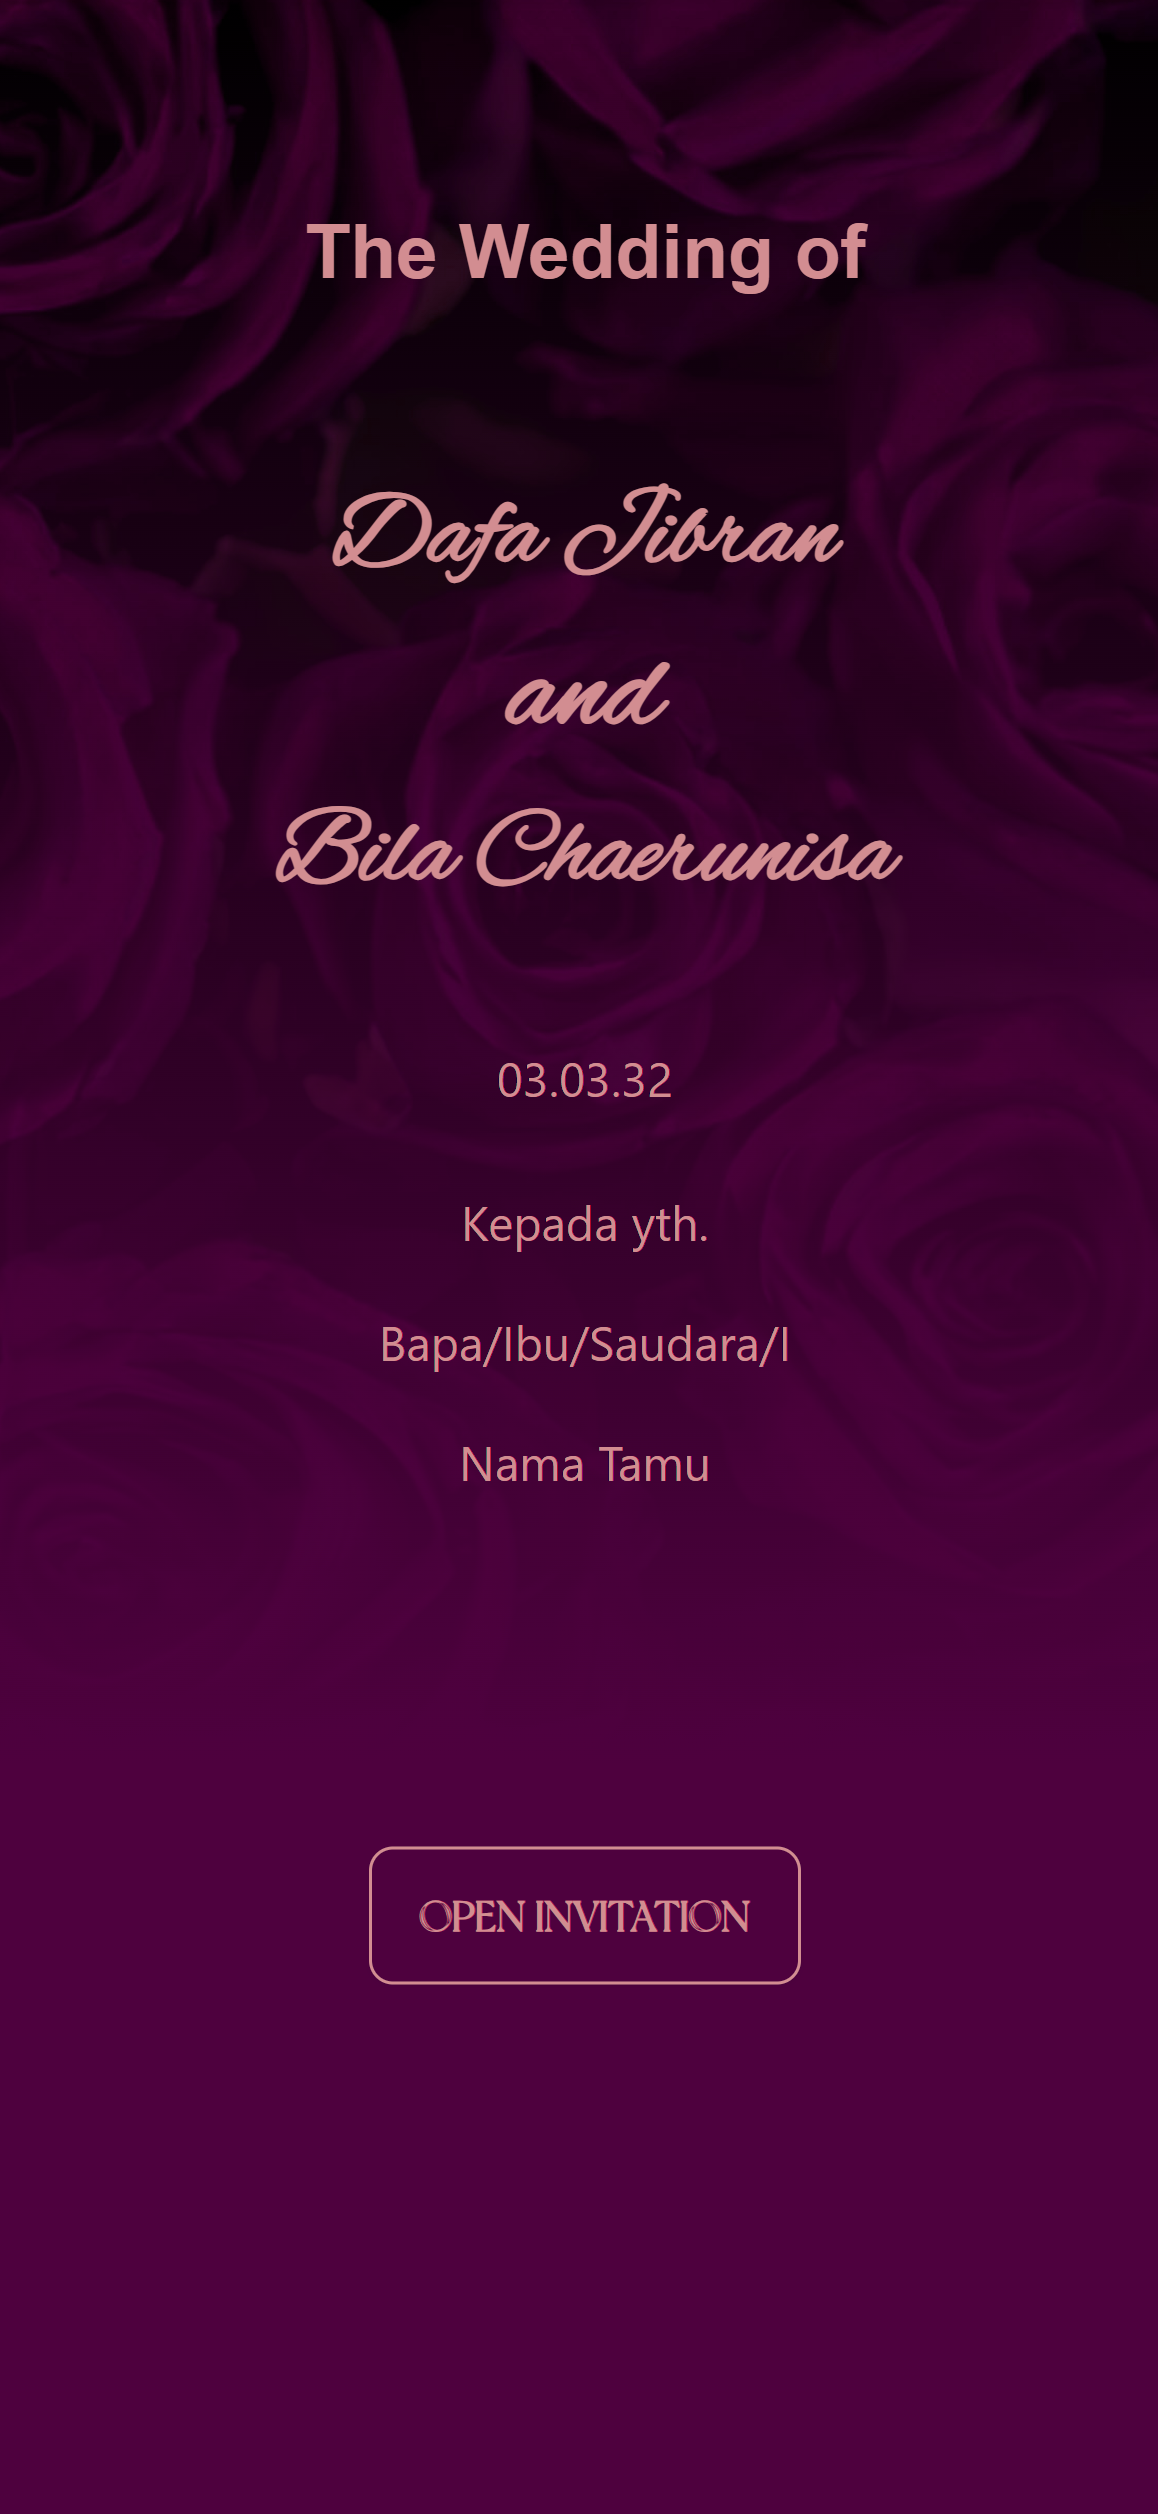 The Wedding of
Dafa Jibran
and
Bila Chaerunisa
03.03.32
Kepada yth.
Bapa/Ibu/Saudara/I
Nama Tamu
OPEN INVITATION